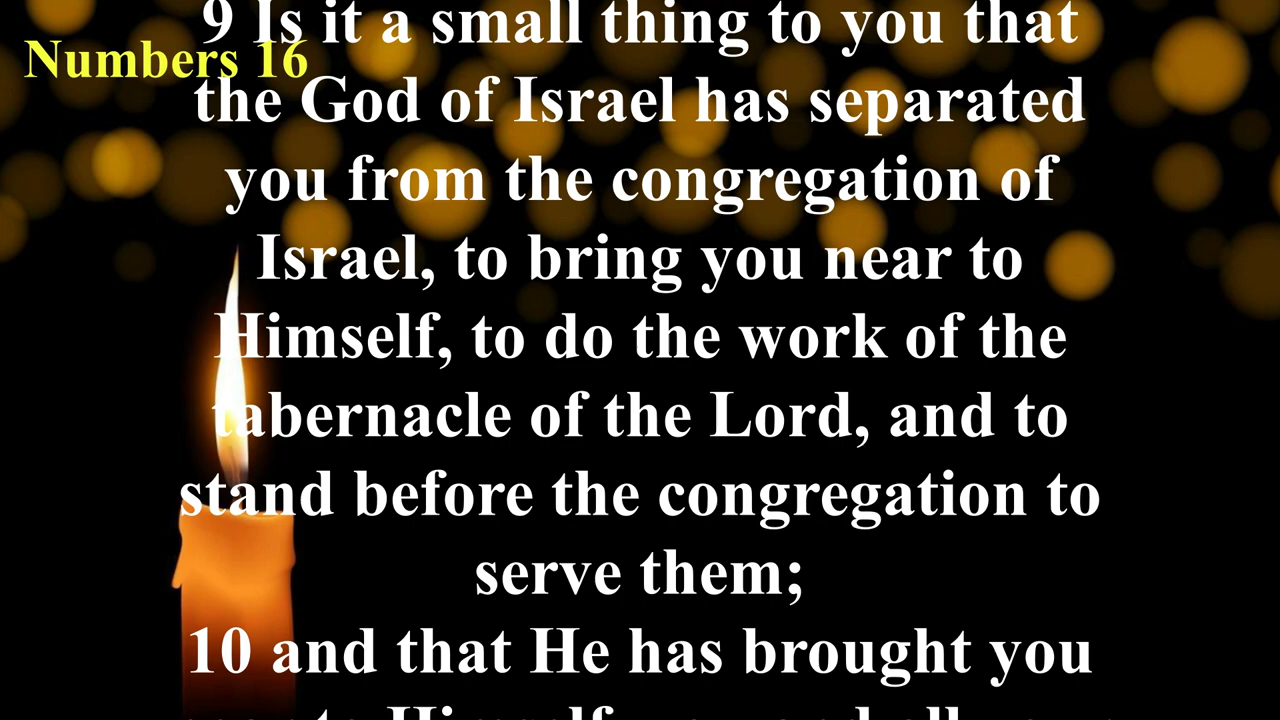 9 Is it a small thing to you that
Numbers 16
the God of Israel has separated
you from the congregation of
Israel, to bring you near to
Himself, to do the work of the
tabernacle of the Lord, and to
stand before the congregation to
serve them;
10 and that He has brought you
to Himself,